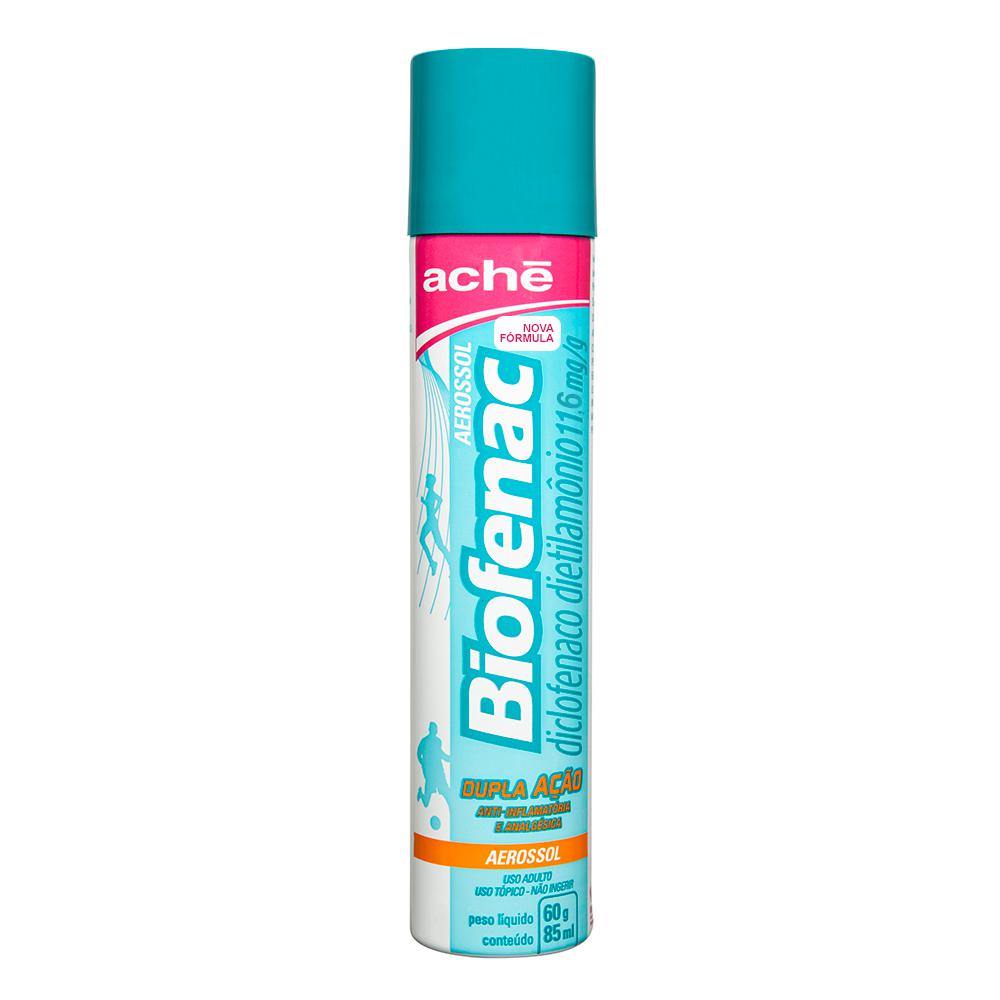 achē
NOVA
FÓRMULA
AEROSSOL
Biofenac
diclofenaco dietilamônio 11,6 mg/g
DUPLA AÇÃO
ANTI-INFLAMATÓRIA
E ANALGÉSICA
AEROSSOL
USO ADULTO
USO TÓPICO - NÃO INGERIR
peso líquido 60 g
conteúdo 85 ml